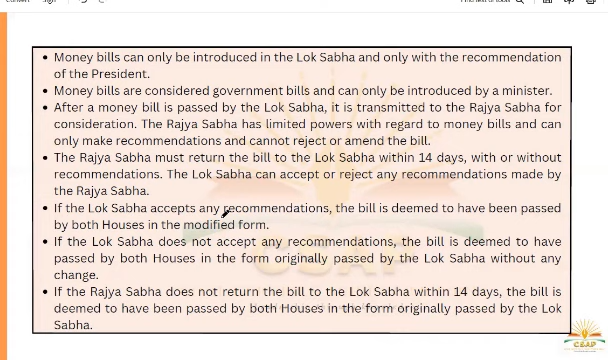 • Money bills can only be introduced in the Lok Sabha and only with the recommendation
of the President.
• Money bills are considered government bills and can only be introduced by a minister.
• After a money bill is passed by the Lok Sabha, it is transmitted to the Rajya Sabha for
consideration. The Rajya Sabha has limited powers with regard to money bills and can
only make recommendations and cannot reject or amend the bill.
• The Rajya Sabha must return the bill to the Lok Sabha within 14 days, with or without
recommendations. The Lok Sabha can accept or reject any recommendations made by
the Rajya Sabha.
• If the Lok Sabha accepts any recommendations, the bill is deemed to have been passed
by both Houses in the modified form.
• If the Lok Sabha does not accept any recommendations, the bill is deemed to have
passed by both Houses in the form originally passed by the Lok Sabha without any
change.
• If the Rajya Sabha does not return the bill to the Lok Sabha within 14 days, the bill is
deemed to have been passed by both Houses in the form originally passed by the Lok
Sabha.
CSAP